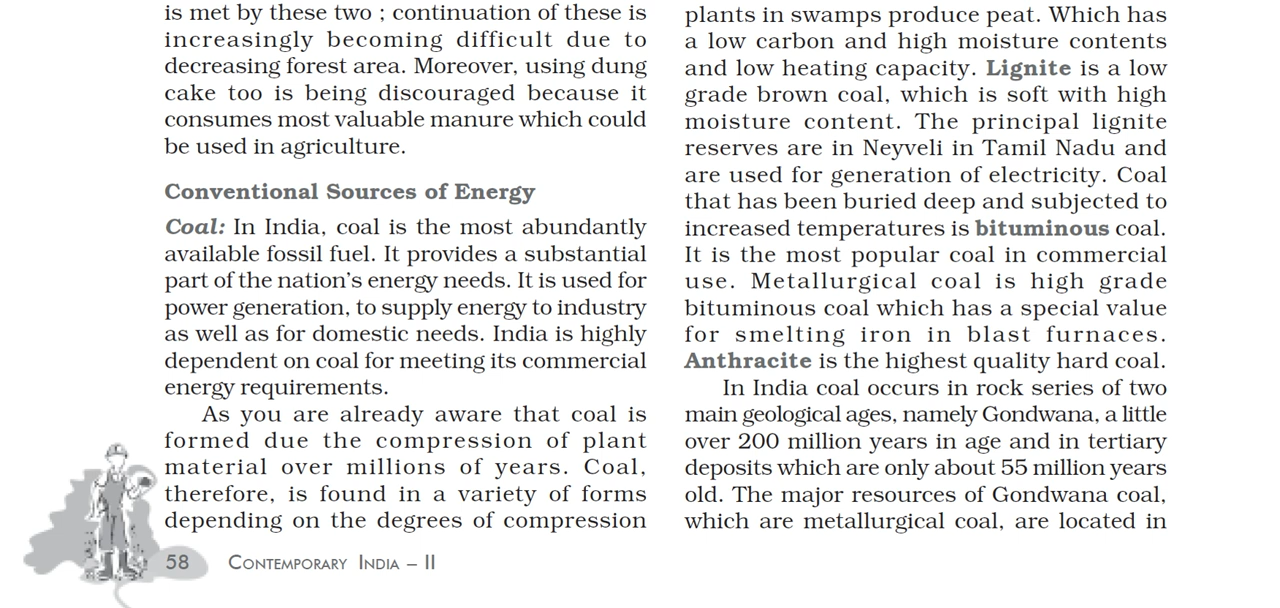 is met by these two ; continuation of these is
increasingly becoming difficult due to
decreasing forest area. Moreover, using dung
cake too is being discouraged because it
consumes most valuable manure which could
be used in agriculture.
Conventional Sources of Energy
Coal: In India, coal is the most abundantly
available fossil fuel. It provides a substantial
part of the nation’s energy needs. It is used for
power generation, to supply energy to industry
as well as for domestic needs. India is highly
dependent on coal for meeting its commercial
energy requirements.
As you are already aware that coal is
formed due the compression of plant
material over millions of years. Coal,
therefore, is found in a variety of forms
depending on the degrees of compression
plants in swamps produce peat. Which has
a low carbon and high moisture contents
and low heating capacity. Lignite is a low
grade brown coal, which is soft with high
moisture content. The principal lignite
reserves are in Neyveli in Tamil Nadu and
are used for generation of electricity. Coal
that has been buried deep and subjected to
increased temperatures is bituminous coal.
It is the most popular coal in commercial
use. Metallurgical coal is high grade
bituminous coal which has a special value
for smelting iron in blast furnaces.
Anthracite is the highest quality hard coal.
In India coal occurs in rock series of two
main geological ages, namely Gondwana, a little
over 200 million years in age and in tertiary
deposits which are only about 55 million years
old. The major resources of Gondwana coal,
which are metallurgical coal, are located in
58 CONTEMPORARY INDIA – II